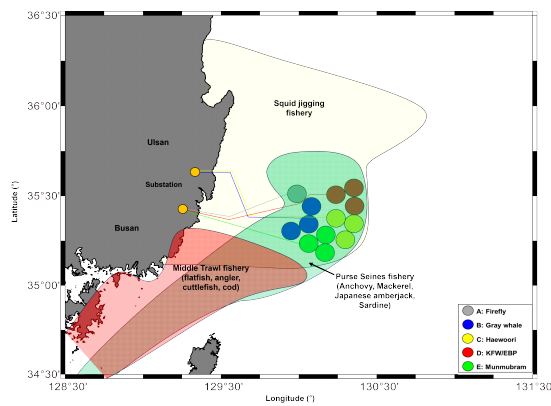 36°30'
36°00'
35°30'
35°00'
34°30'
Latitude (°)
Squid jigging
fishery
Ulsan
Substation
Busan
Middle Trawl fishery
(flatfish, angler,
cuttlefish, cod)
Purse Seines fishery
(Anchovy, Mackerel,
Japanese amberjack,
Sardine)
A: Firefly
B: Gray whale
C: Haewoori
D: KFW/EBP
E: Munmubram
128°30'
129°30'
130°30'
131°30'
Longitude (°)